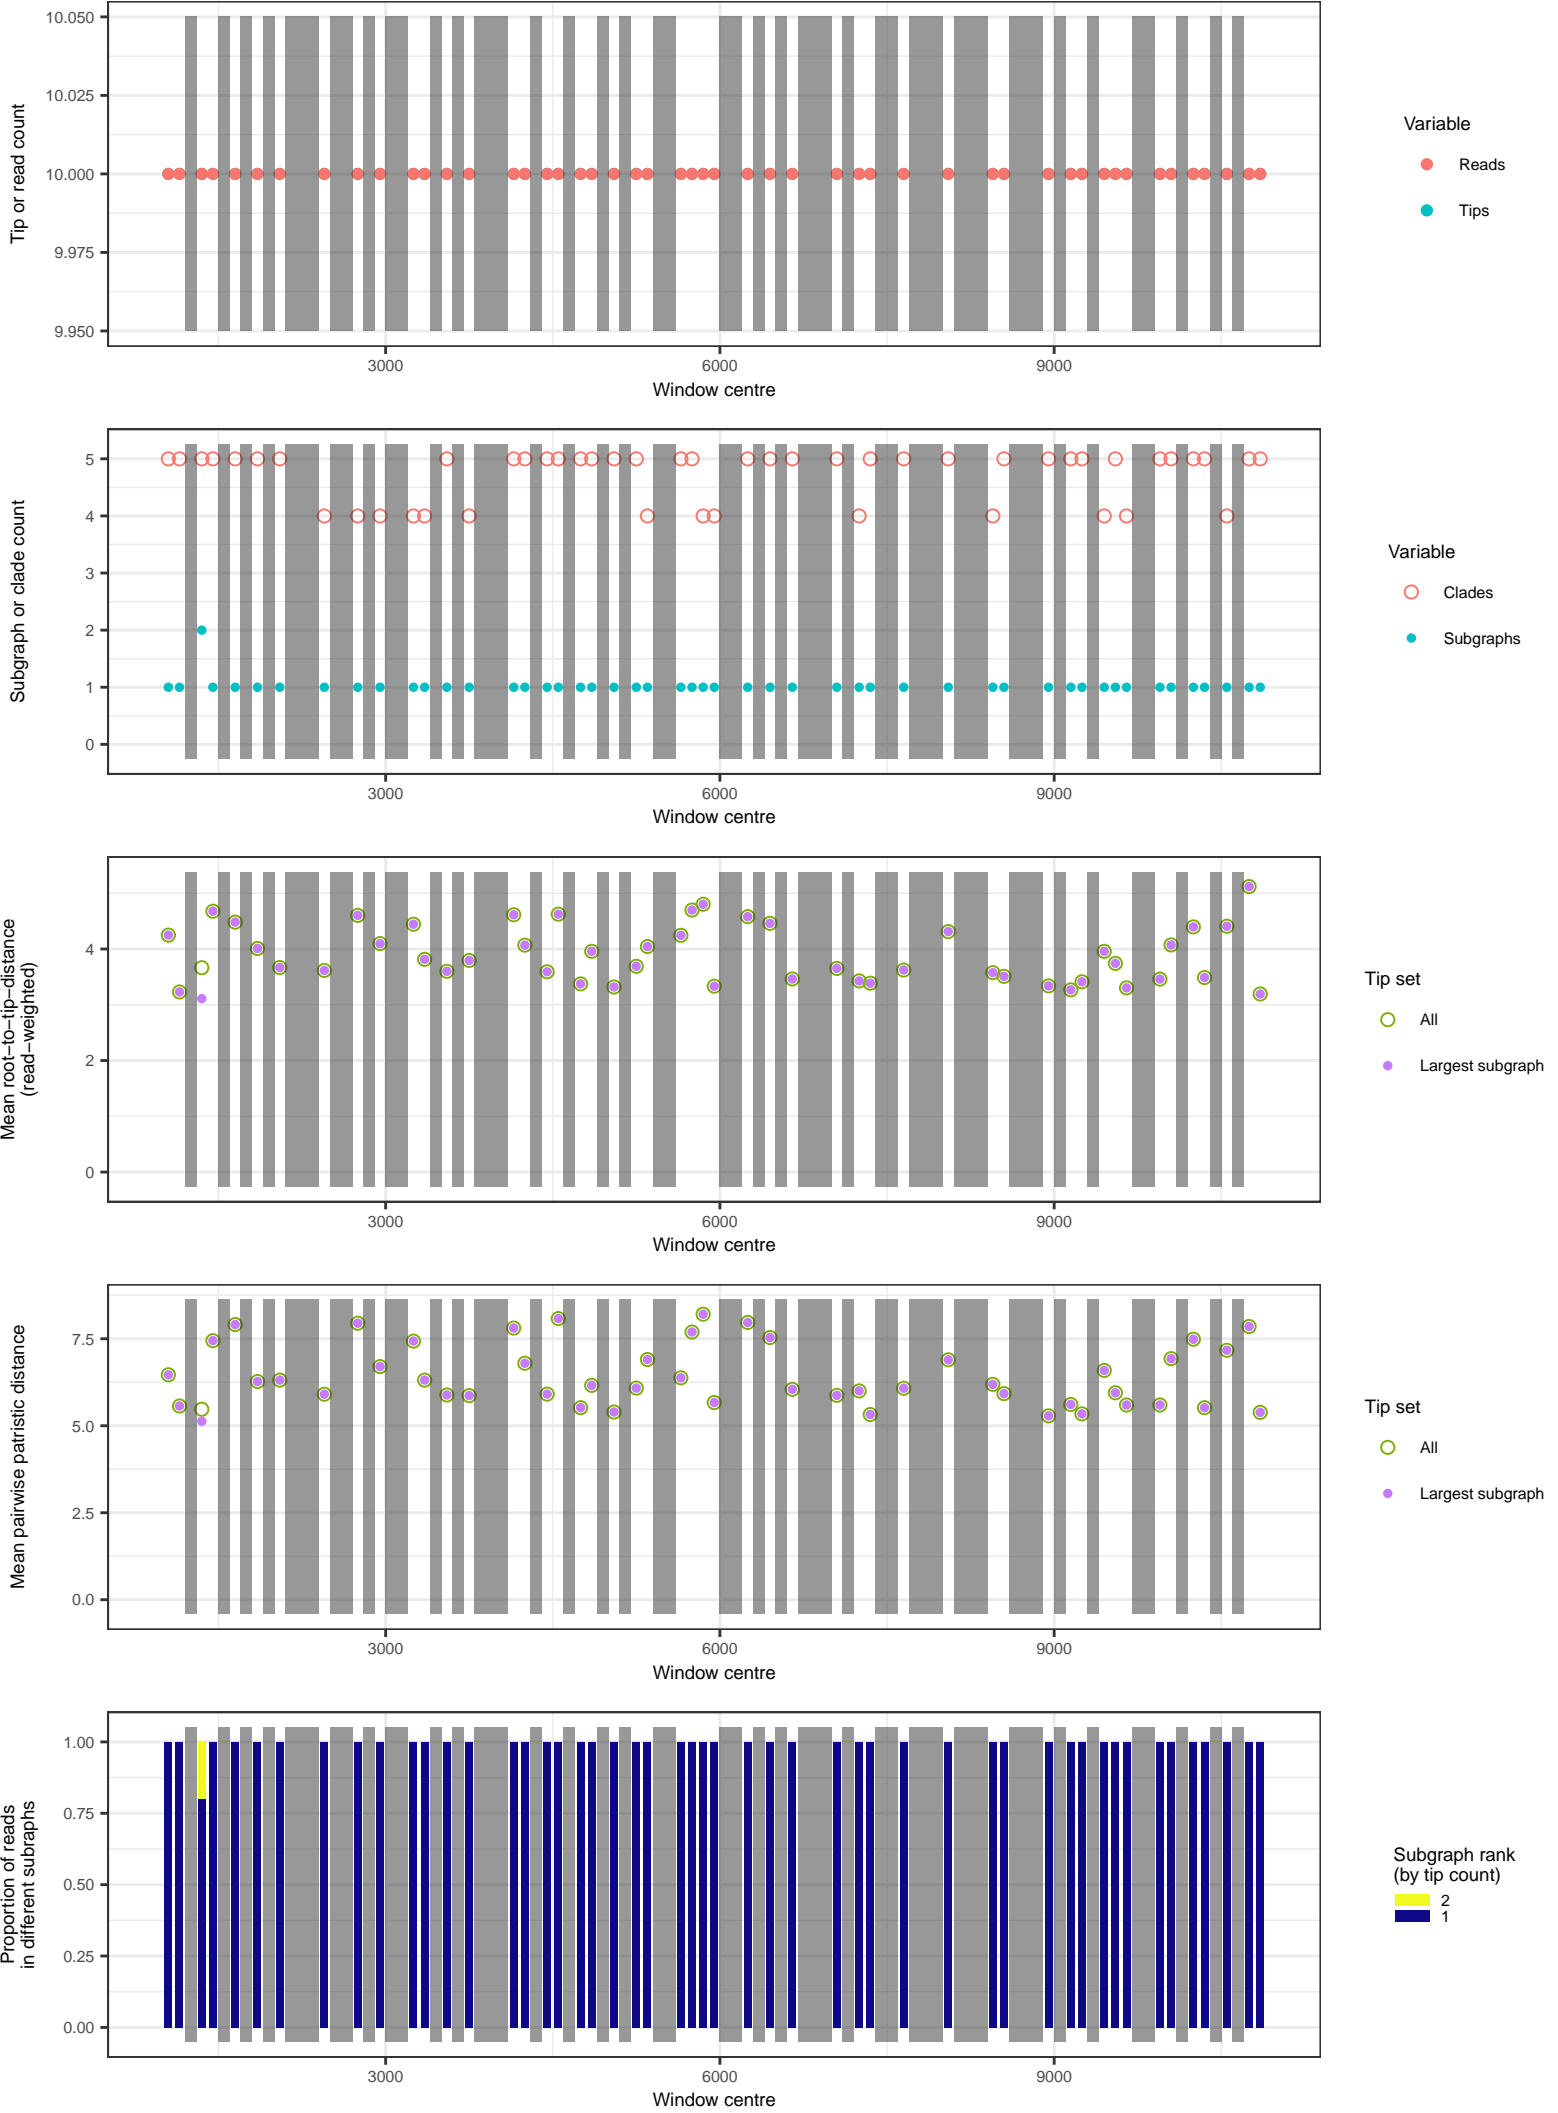 10.050
10.025
10.000
9.975
9.950
Tip or read count
3000
6000
9000
Window centre
Variable
Reads
Tips
5
4
3
2
1
0
Subgraph or clade count
3000
6000
9000
Window centre
Variable
Clades
Subgraphs
4
2
0
Mean root−to−tip−distance
(read−weighted)
3000
6000
9000
Window centre
Tip set
All
Largest subgraph
7.5
5.0
2.5
0.0
Mean pairwise patristic distance
3000
6000
9000
Window centre
Tip set
All
Largest subgraph
1.00
0.75
0.50
0.25
0.00
Proportion of reads
in different subraphs
3000
6000
9000
Window centre
Subgraph rank
(by tip count)
2
1